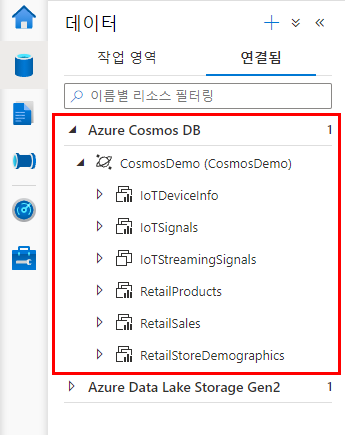 데이터
작업 영역 연결됨
이름별 리소스 필터링
Azure Cosmos DB 1
CosmosDemo (CosmosDemo)
IoTDeviceInfo
IoTSignals
IoTStreamingSignals
RetailProducts
RetailSales
RetailStoreDemographics
Azure Data Lake Storage Gen2 1